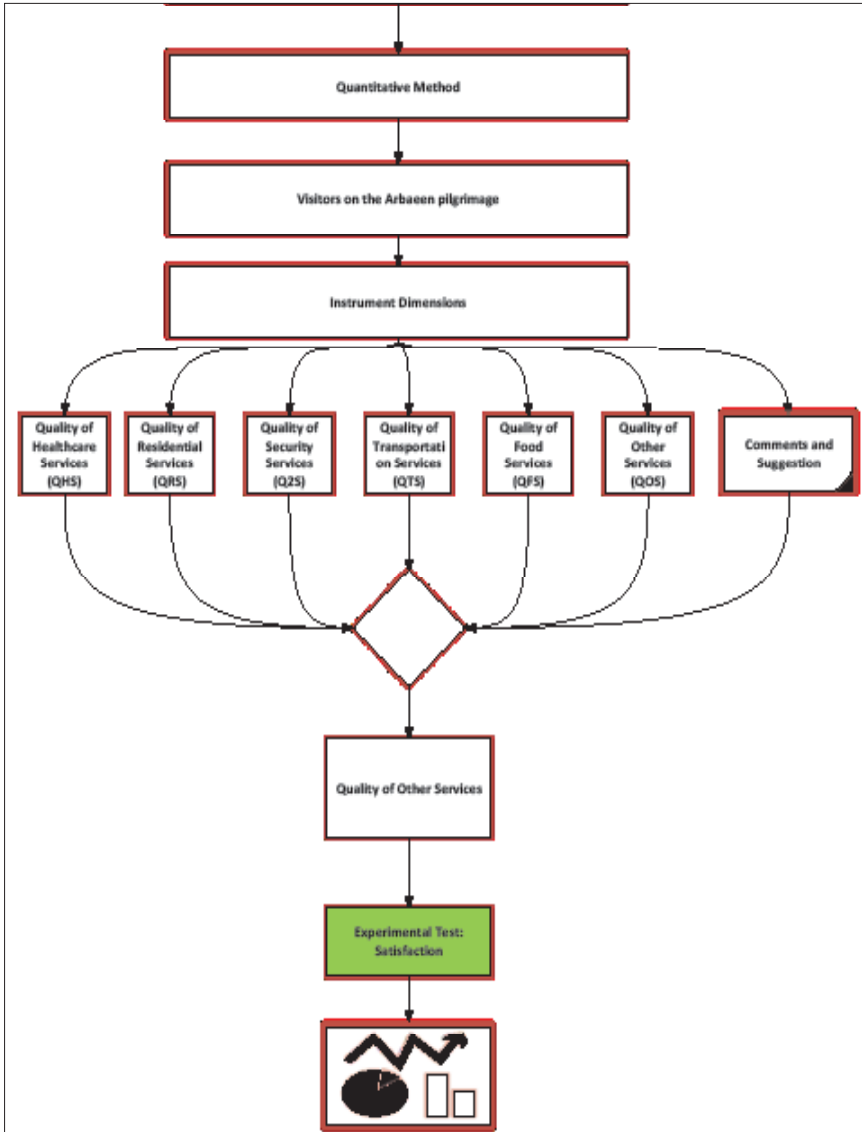 Quantitative Method
Visitors on the Arbaeen pilgrimage
Instrument Dimensions
Quality of
Healthcare
Services
(QHS)
Quality of
Residential
Services
(QRS)
Quality of
Security
Services
(Q2S)
Quality of
Transportati
on Services
(QTS)
Quality of
Food
Services
(QFS)
Quality of
Other
Services
(QOS)
Comments and
Suggestion
Quality of Other Services
Experimental Test:
Satisfaction